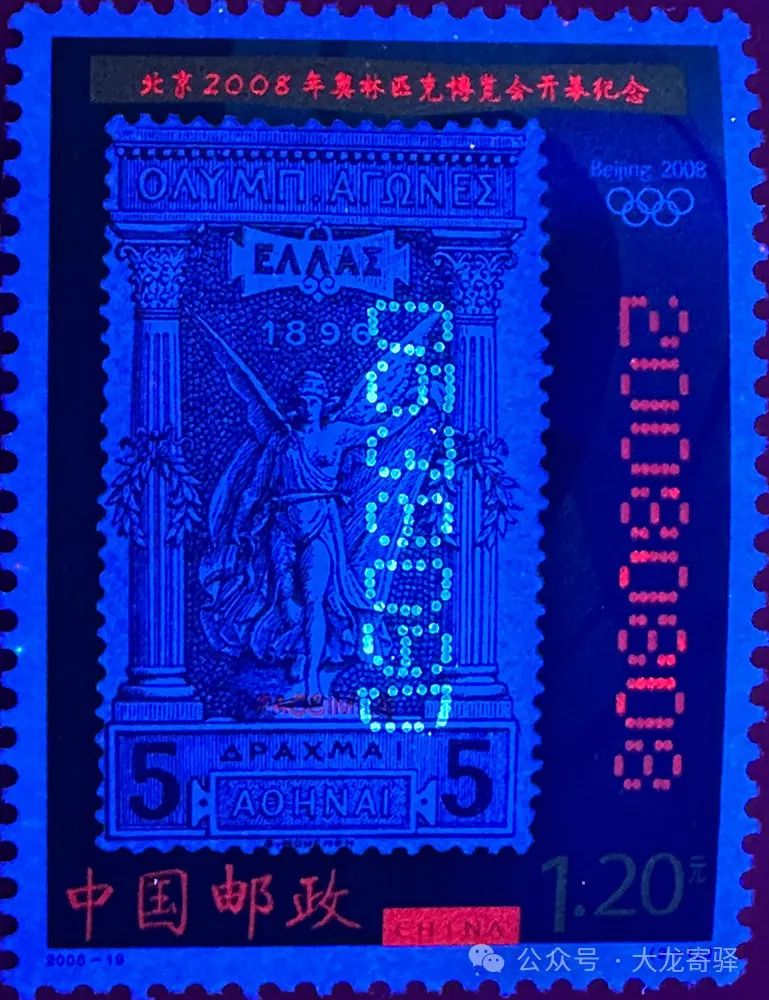 北京2008年奥林匹克博览会开幕纪念
Beijing 2008
ΟΛΥΜΠ. ΑΓΩΝΕΣ
ΕΛΛΑΣ
1896
20080808
5 ΔΡΑΧΜΑΙ 5
ΑΘΗΝΑΙ
中国邮政
CHINA
1.20元
2008-19
公众号·大龙寄驿